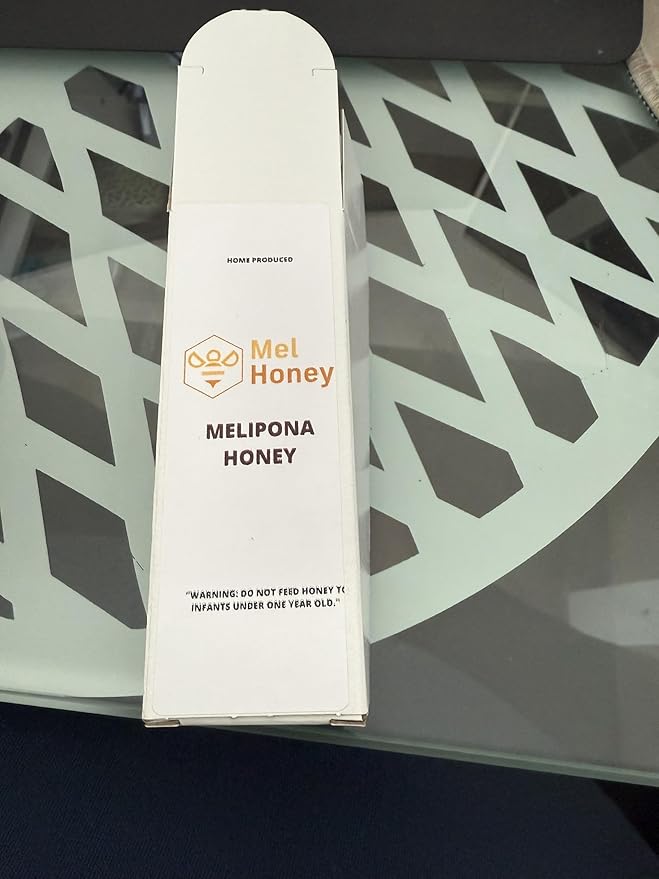 HOME PRODUCED
Mel
Honey
MELIPONA
HONEY
"WARNING: DO NOT FEED HONEY TO
INFANTS UNDER ONE YEAR OLD."